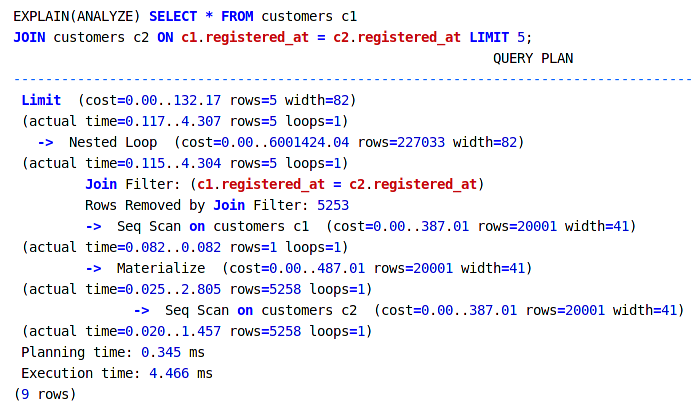 EXPLAIN(ANALYZE) SELECT * FROM customers c1
JOIN customers c2 ON c1.registered_at = c2.registered_at LIMIT 5;
QUERY PLAN
--------------------------------------------------------------------------------------
Limit  (cost=0.00..132.17 rows=5 width=82)
(actual time=0.117..4.307 rows=5 loops=1)
->  Nested Loop  (cost=0.00..6001424.04 rows=227033 width=82)
(actual time=0.115..4.304 rows=5 loops=1)
Join Filter: (c1.registered_at = c2.registered_at)
Rows Removed by Join Filter: 5253
->  Seq Scan on customers c1  (cost=0.00..387.01 rows=20001 width=41)
(actual time=0.082..0.082 rows=1 loops=1)
->  Materialize  (cost=0.00..487.01 rows=20001 width=41)
(actual time=0.025..2.805 rows=5258 loops=1)
->  Seq Scan on customers c2  (cost=0.00..387.01 rows=20001 width=41)
(actual time=0.020..1.457 rows=5258 loops=1)
Planning time: 0.345 ms
Execution time: 4.466 ms
(9 rows)